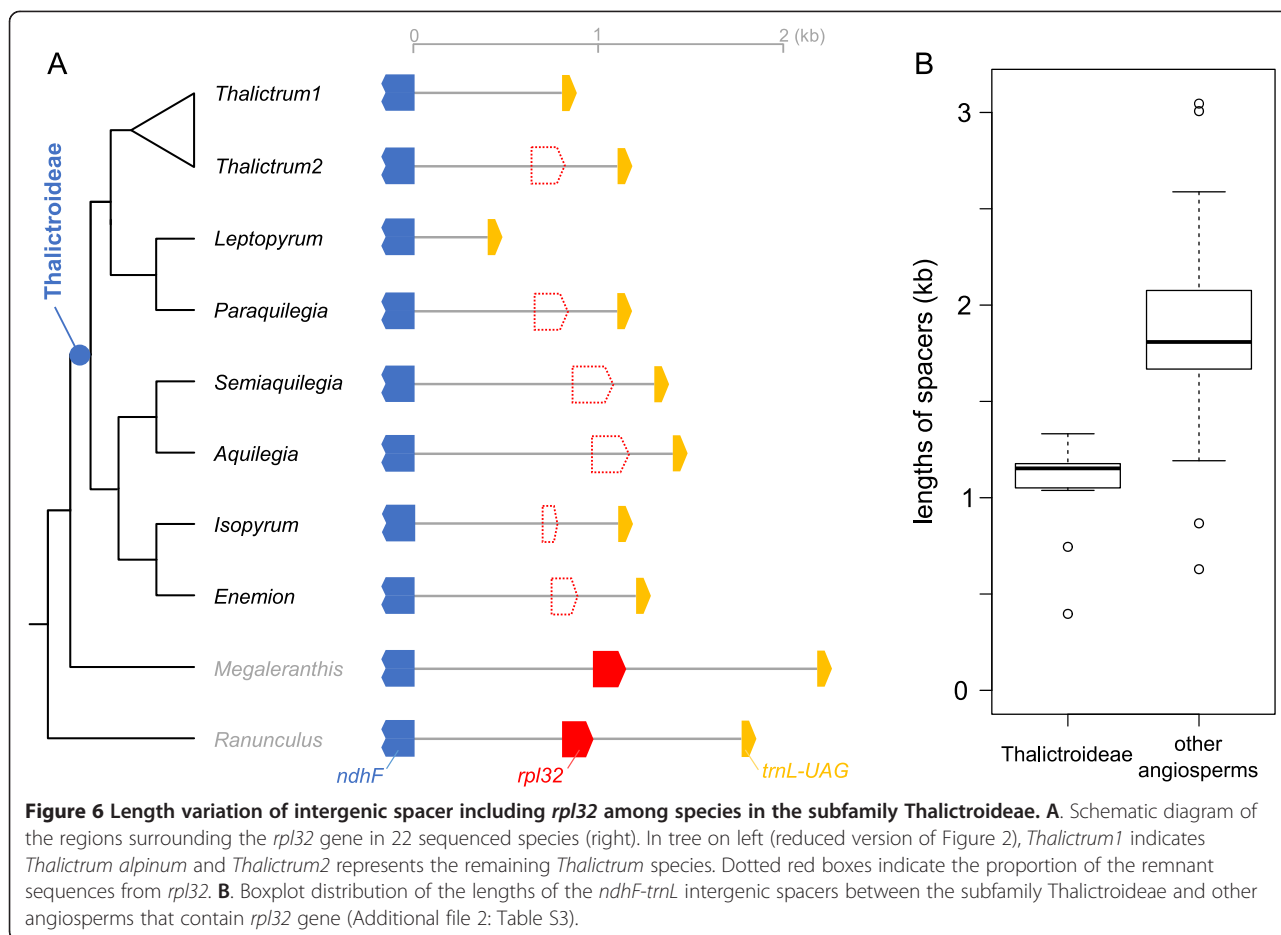 0 1 2 (kb)
A
Thalictroideae
Thalictrum1
Thalictrum2
Leptopyrum
Paraquilegia
Semiaquilegia
Aquilegia
Isopyrum
Enemion
Megaleranthis
Ranunculus
ndhF rpl32 trnL-UAG
B
lengths of spacers (kb)
3
2
1
0
Thalictroideae
other
angiosperms
Figure 6 Length variation of intergenic spacer including rpl32 among species in the subfamily Thalictroideae. A. Schematic diagram of
the regions surrounding the rpl32 gene in 22 sequenced species (right). In tree on left (reduced version of Figure 2), Thalictrum1 indicates
Thalictrum alpinum and Thalictrum2 represents the remaining Thalictrum species. Dotted red boxes indicate the proportion of the remnant
sequences from rpl32. B. Boxplot distribution of the lengths of the ndhF-trnL intergenic spacers between the subfamily Thalictroideae and other
angiosperms that contain rpl32 gene (Additional file 2: Table S3).